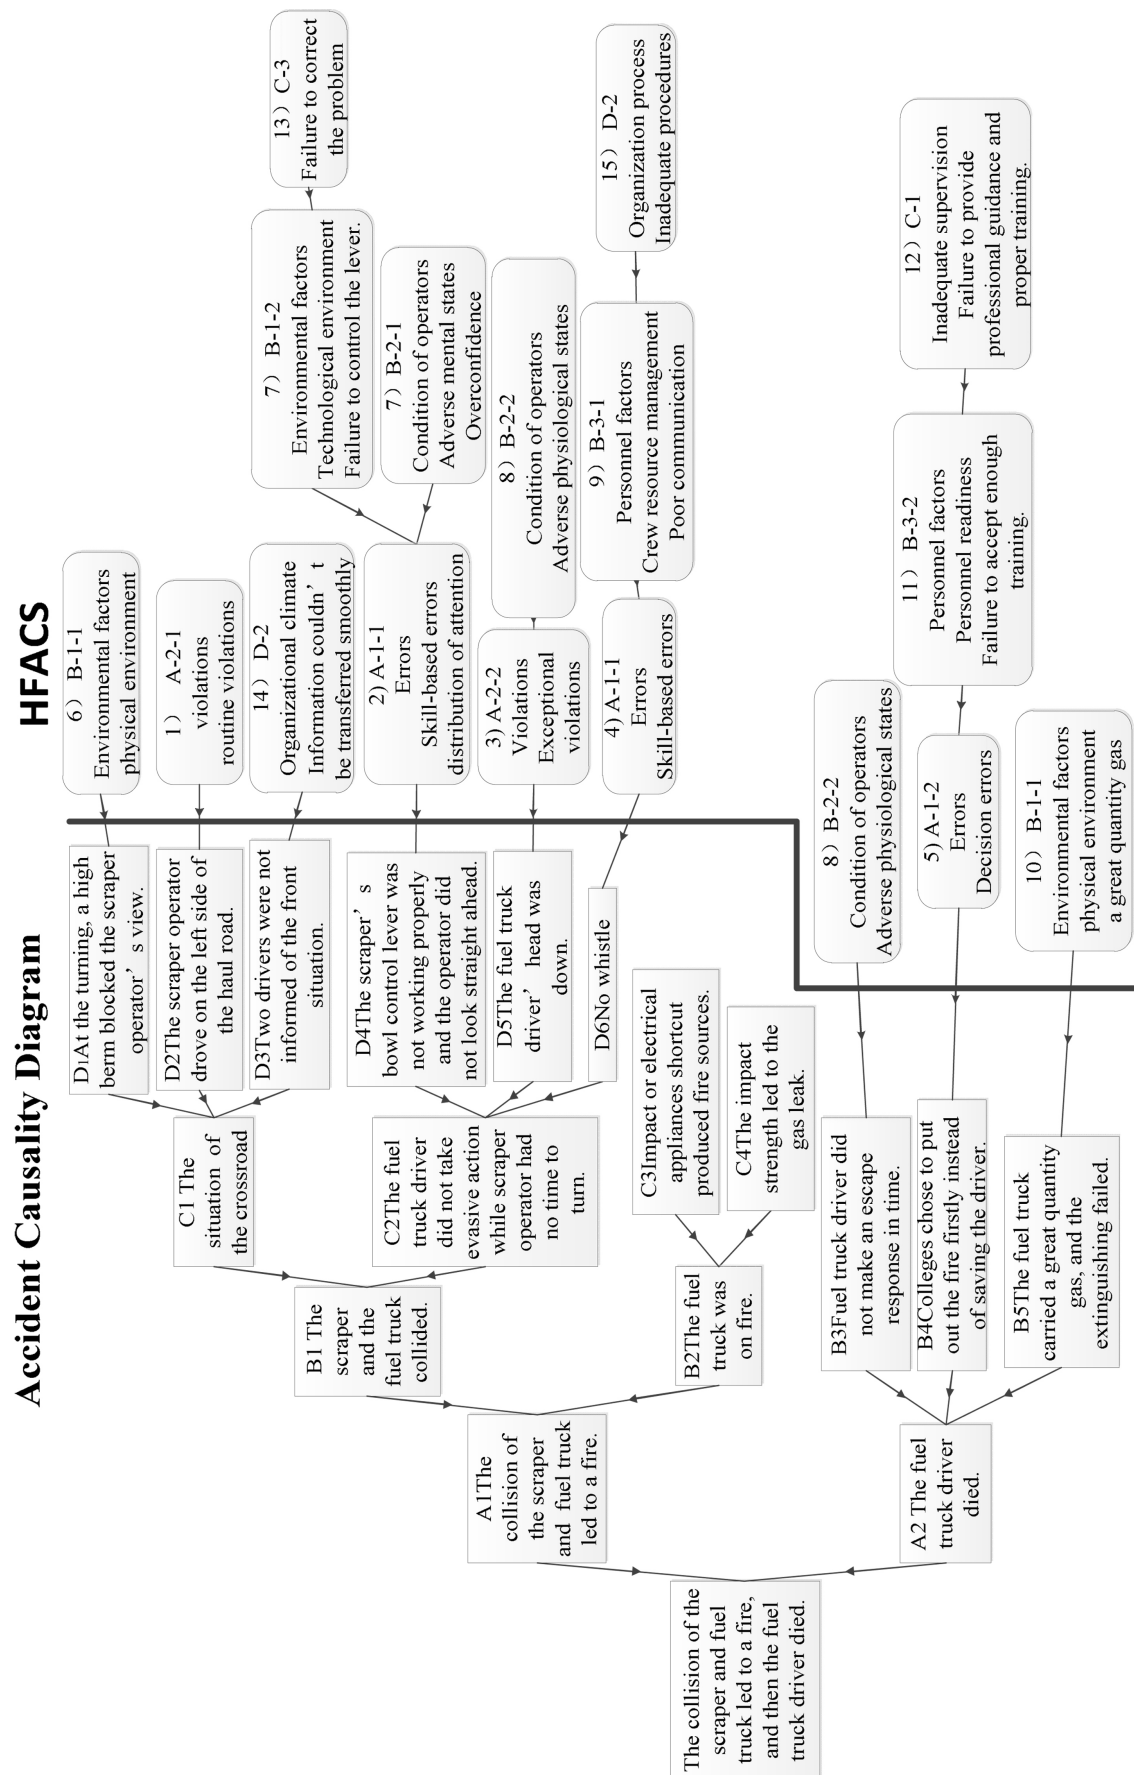 Accident Causality Diagram
HFACS
The collision of the
scraper and fuel
truck led to a fire,
and then the fuel
truck driver died.
A1The
collision of
the scraper
and fuel truck
led to a fire.
A2 The fuel
truck driver
died.
B1 The
scraper
and the
fuel truck
collided.
B2The fuel
truck was
on fire.
B3Fuel truck driver did
not make an escape
response in time.
B4Colleges chose to put
out the fire firstly instead
of saving the driver.
B5The fuel truck
carried a great quantity
gas, and the
extinguishing failed.
C1 The
situation of
the crossroad
C2The fuel
truck driver
did not take
evasive action
while scraper
operator had
no time to
turn.
C3Impact or electrical
appliances shortcut
produced fire sources.
C4The impact
strength led to the
gas leak.
D1At the turning, a high
berm blocked the scraper
operator’s view.
D2The scraper operator
drove on the left side of
the haul road.
D3Two drivers were not
informed of the front
situation.
D4The scraper’s
bowl control lever was
not working properly
and the operator did
not look straight ahead.
D5The fuel truck
driver’ head was
down.
D6No whistle
6） B-1-1
Environmental factors
physical environment
1） A-2-1
violations
routine violations
14） D-2
Organizational climate
Information couldn’t
be transferred smoothly
2) A-1-1
Errors
Skill-based errors
distribution of attention
3) A-2-2
Violations
Exceptional
violations
4) A-1-1
Errors
Skill-based errors
8） B-2-2
Condition of operators
Adverse physiological states
5) A-1-2
Errors
Decision errors
10） B-1-1
Environmental factors
physical environment
a great quantity gas
7） B-1-2
Environmental factors
Technological environment
Failure to control the lever.
7） B-2-1
Condition of operators
Adverse mental states
Overconfidence
8） B-2-2
Condition of operators
Adverse physiological states
9） B-3-1
Personnel factors
Crew resource management
Poor communication
11） B-3-2
Personnel factors
Personnel readiness
Failure to accept enough
training.
13） C-3
Failure to correct
the problem
15） D-2
Organization process
Inadequate procedures
12） C-1
Inadequate supervision
Failure to provide
professional guidance and
proper training.